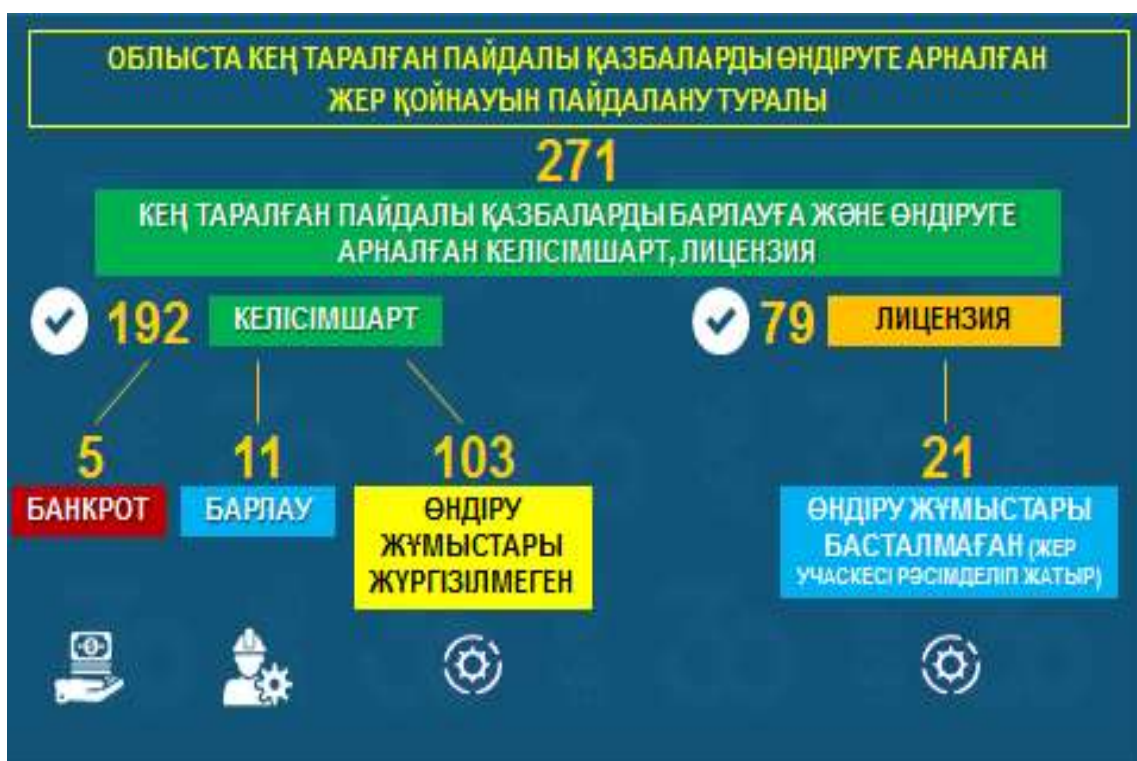 ОБЛЫСТА КЕҢ ТАРАЛҒАН ПАЙДАЛЫ ҚАЗБАЛАРДЫ ӨНДІРУГЕ АРНАЛҒАН
ЖЕР ҚОЙНАУЫН ПАЙДАЛАНУ ТУРАЛЫ
271
КЕҢ ТАРАЛҒАН ПАЙДАЛЫ ҚАЗБАЛАРДЫ БАРЛАУҒА ЖӘНЕ ӨНДІРУГЕ
АРНАЛҒАН КЕЛІСІМШАРТ, ЛИЦЕНЗИЯ
192 КЕЛІСІМШАРТ
79 ЛИЦЕНЗИЯ
5
БАНКРОТ
11
БАРЛАУ
103
ӨНДІРУ
ЖҰМЫСТАРЫ
ЖҮРГІЗІЛМЕГЕН
21
ӨНДІРУ ЖҰМЫСТАРЫ
БАСТАЛМАҒАН (ЖЕР
УЧАСКЕСІ РӘСІМДЕЛІП ЖАТЫР)